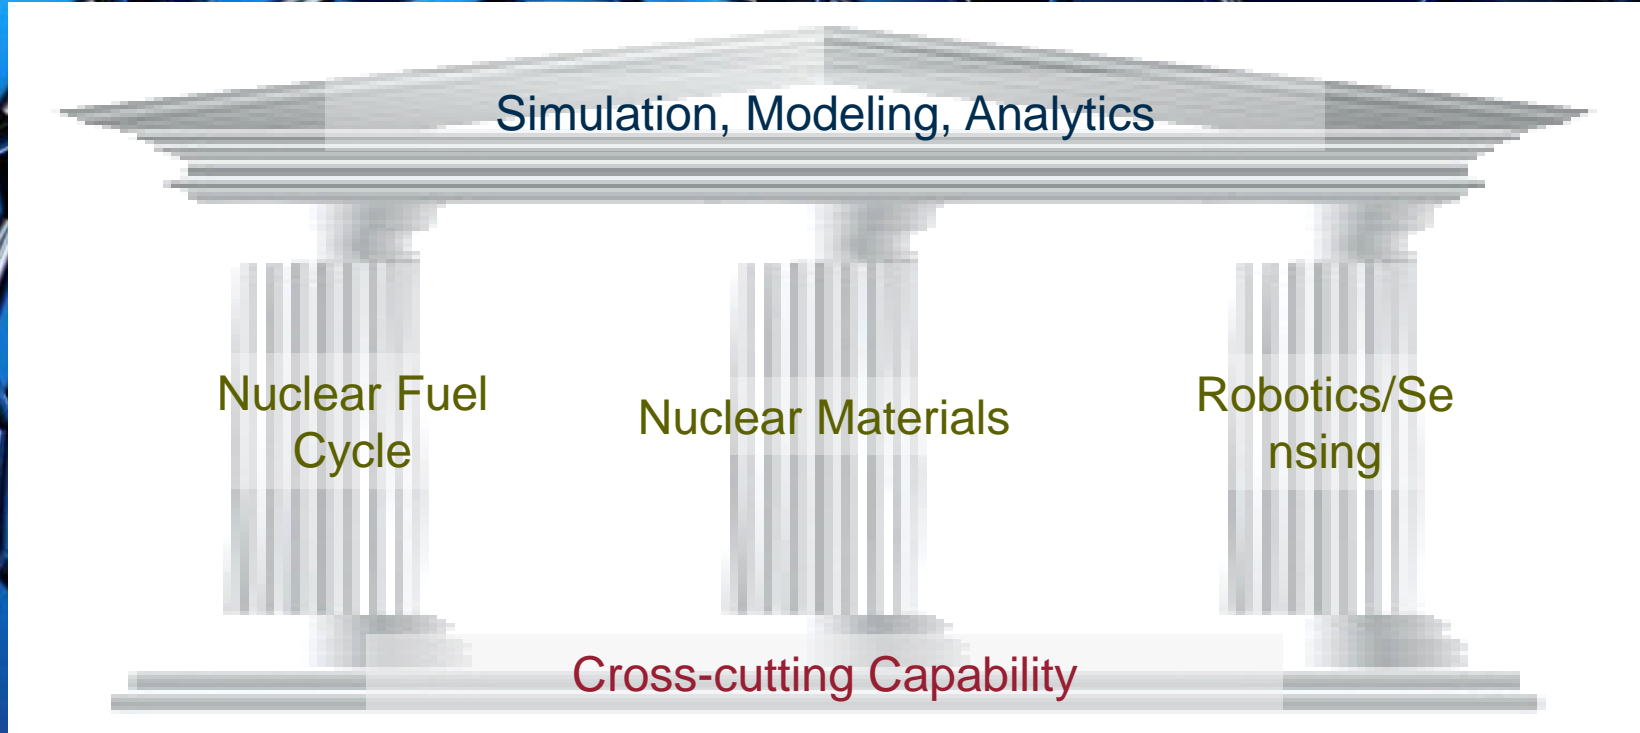 Simulation, Modeling, Analytics
Nuclear Fuel
Cycle
Nuclear Materials
Robotics/Se
nsing
Cross-cutting Capability